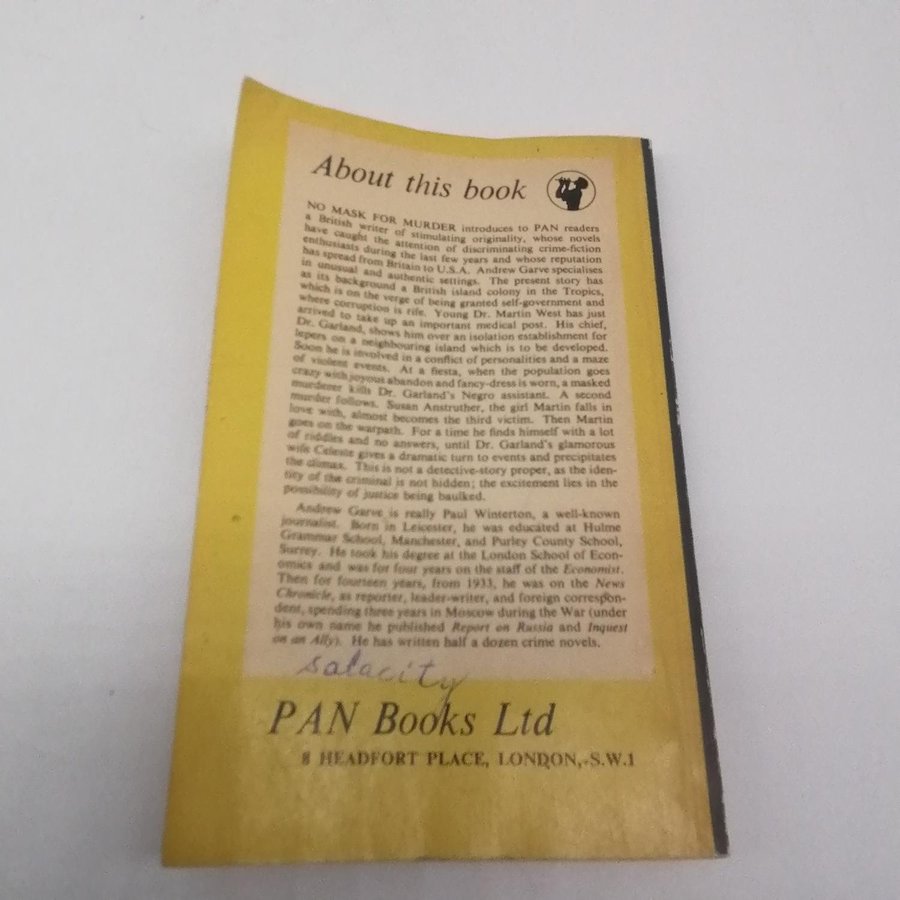 About this book
NO MASK FOR MURDER introduces to PAN readers
a British writer of stimulating originality, whose novels
have caught the attention of discriminating crime-fiction
enthusiasts during the last few years and whose reputation
has spread from Britain to U.S.A. Andrew Garve specialises
in unusual and authentic settings. The present story has
as its background a British island colony in the Tropics,
which is on the verge of being granted self-government and
where corruption is rife. Young Dr. Martin West has just
arrived to take up an important medical post. His chief,
Dr. Garland, shows him over an isolation establishment for
lepers on a neighbouring island which is to be developed.
Soon he is involved in a conflict of personalities and a maze
of violent events. At a fiesta, when the population goes
crazy with joyous abandon and fancy-dress is worn, a masked
murderer kills Dr. Garland's Negro assistant. A second
murder follows. Susan Anstruther, the girl Martin falls in
love with, almost becomes the third victim. Then Martin
goes on the warpath. For a time he finds himself with a lot
of riddles and no answers, until Dr. Garland's glamorous
wife Celeste gives a dramatic turn to events and precipitates
the climax. This is not a detective-story proper, as the iden-
tity of the criminal is not hidden; the excitement lies in the
possibility of justice being baulked.
Andrew Garve is really Paul Winterton, a well-known
journalist. Born in Leicester, he was educated at Hulme
Grammar School, Manchester, and Purley County School,
Surrey. He took his degree at the London School of Econ-
omics and was for four years on the staff of the Economist.
Then for fourteen years, from 1933, he was on the News
Chronicle, as reporter, leader-writer, and foreign correspon-
dent, spending three years in Moscow during the War (under
his own name he published Report on Russia and Inquest
on an Ally). He has written half a dozen crime novels.
salacity
PAN Books Ltd
8 HEADFORT PLACE, LONDON, S.W.1